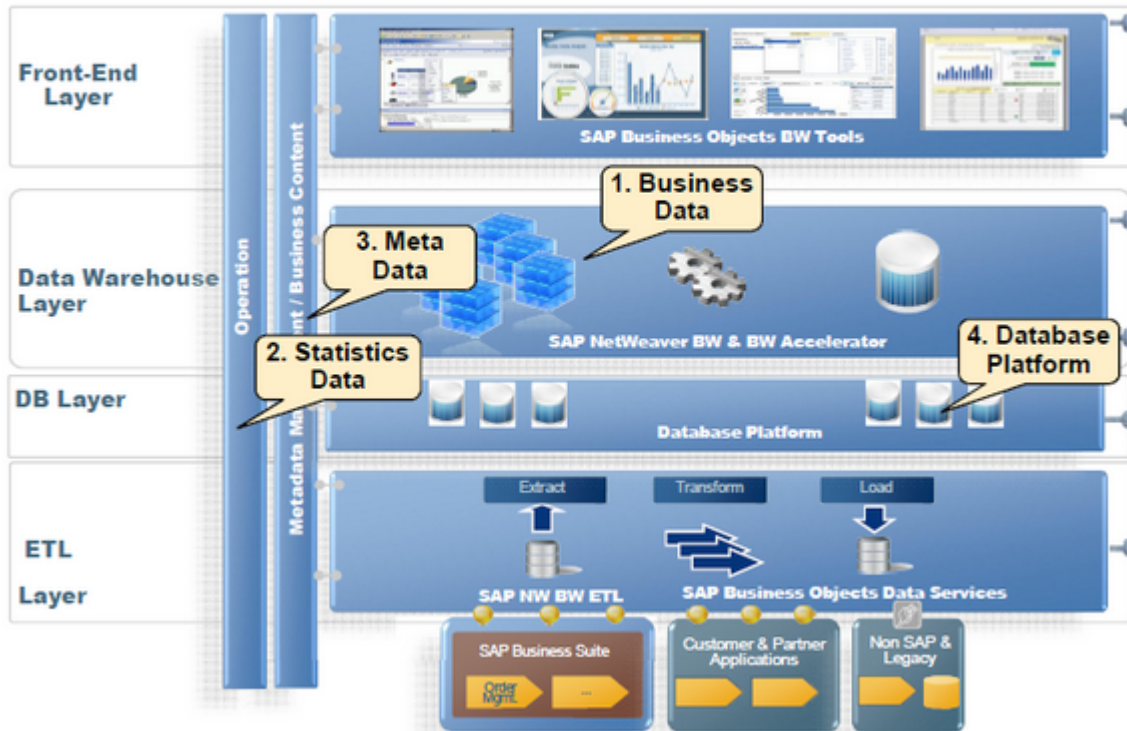 Front-End
Layer
SAP Business Objects BW Tools
1. Business
Data
3. Meta
Data
Data Warehouse
Layer
Operation
Metadata Ma
ent / Business Content
SAP NetWeaver BW & BW Accelerator
2. Statistics
Data
4. Database
Platform
DB Layer
Database Platform
Extract
Transform
Load
ETL
Layer
SAP NW BW ETL
SAP Business Objects Data Services
SAP Business Suite
Order
Mgmt.
...
Customer & Partner
Applications
Non SAP &
Legacy